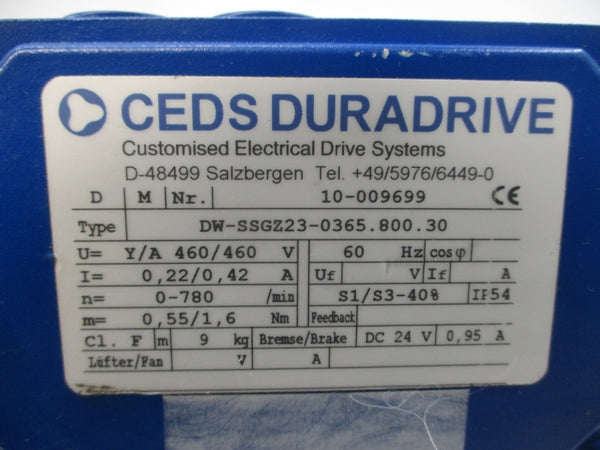 CEDS DURADRIVE
Customised Electrical Drive Systems
D-48499 Salzbergen Tel. +49/5976/6449-0
D M Nr. 10-009699 CE
Type DW-SSGZ23-0365.800.30
U= Y/A 460/460 V 60 Hz cosφ
I= 0,22/0,42 A Uf V If A
n= 0-780 /min S1/S3-40% IP54
m= 0,55/1,6 Nm Feedback
Cl. F m 9 kg Bremse/Brake DC 24 V 0,95 A
Lüfter/Fan V A